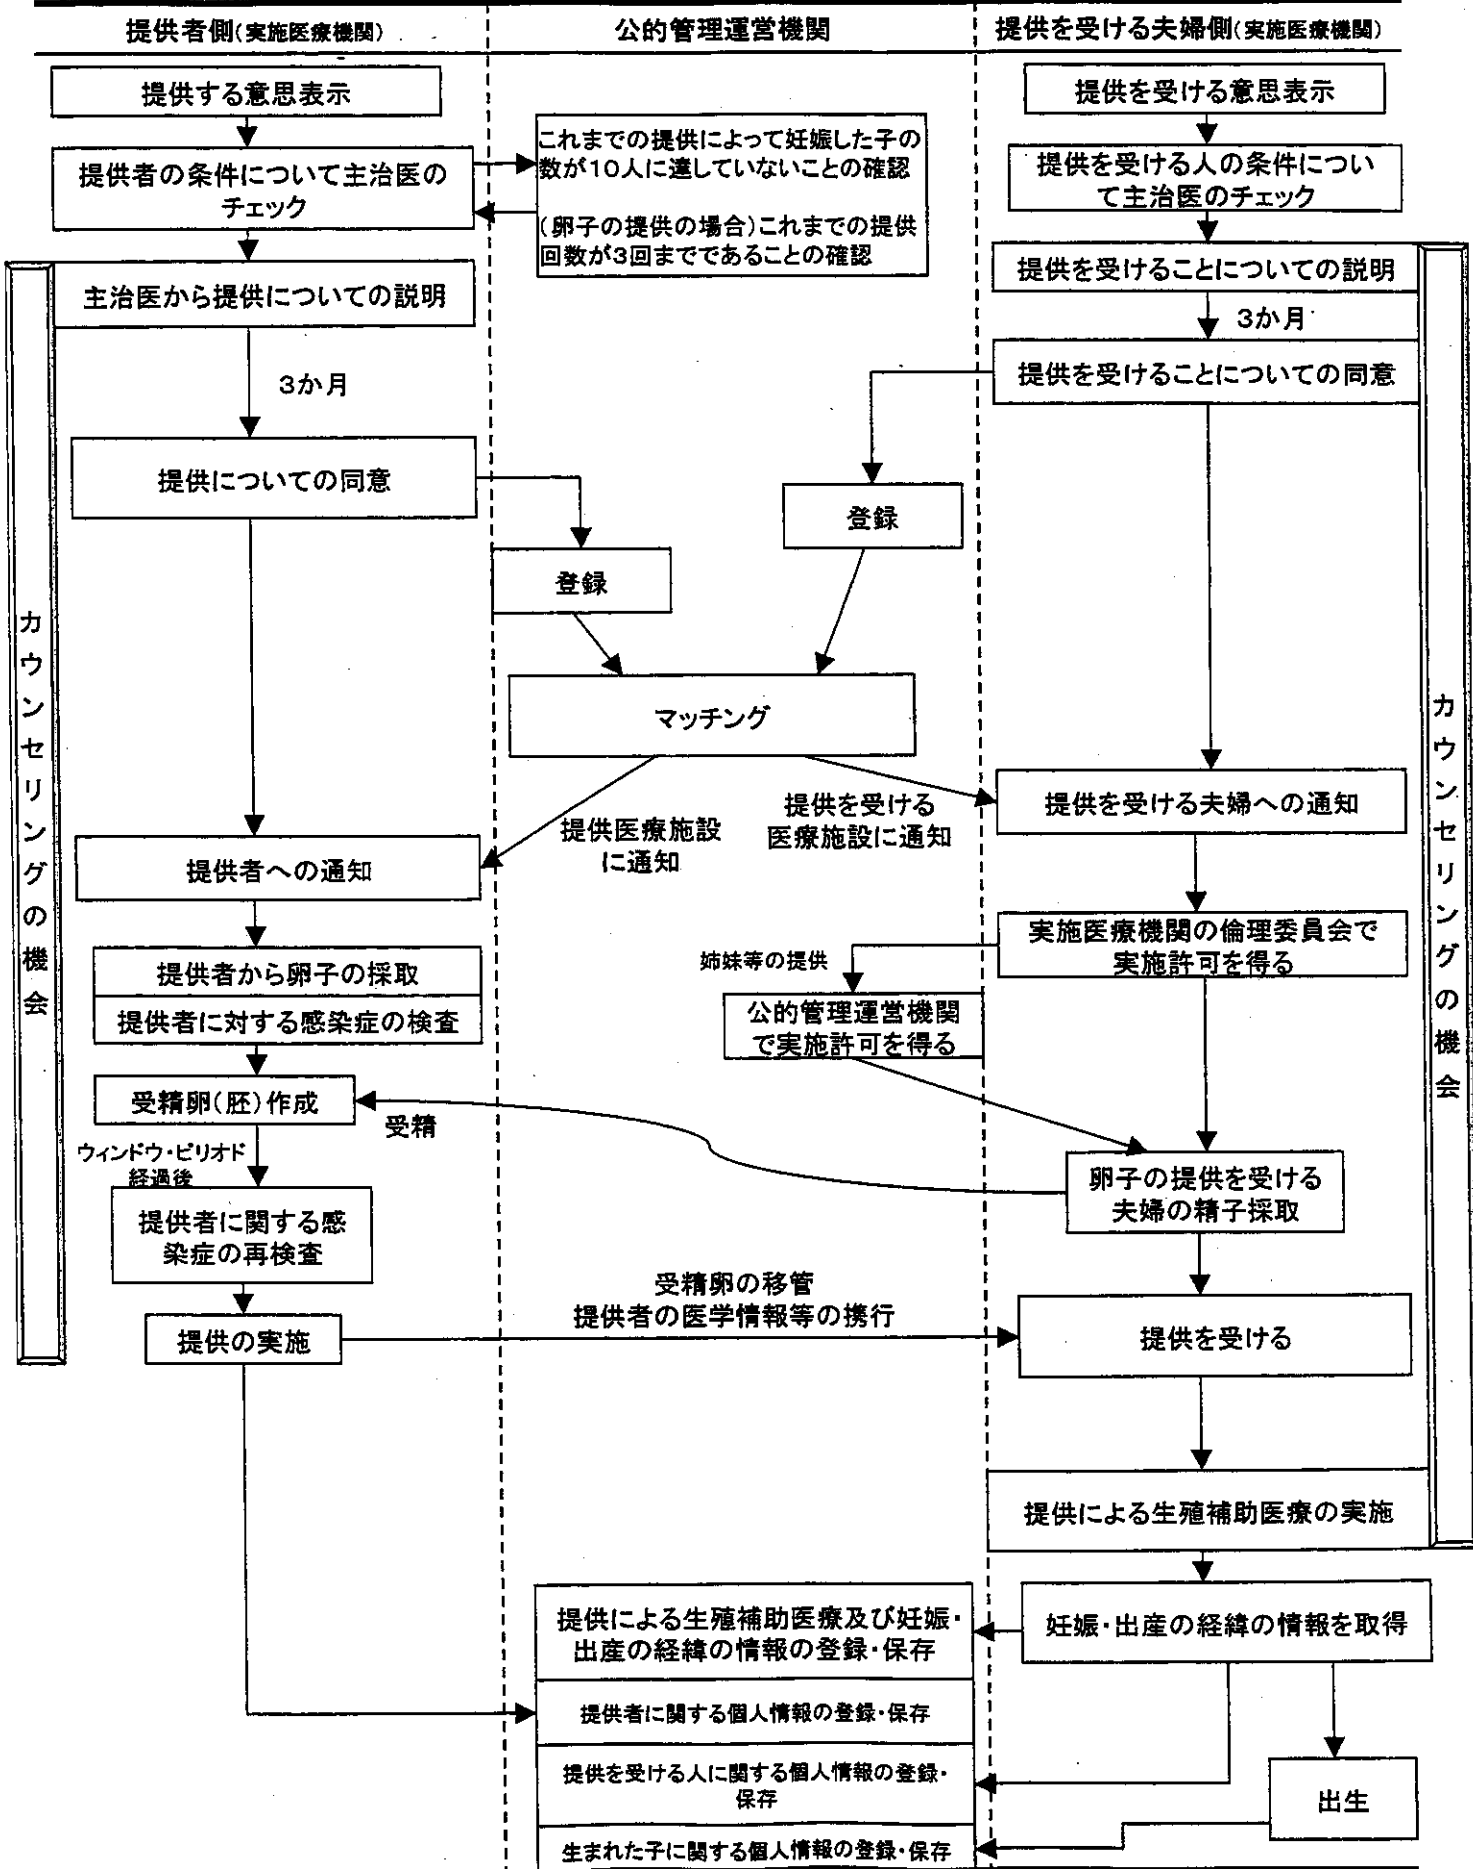 提供者側(実施医療機関)
公的管理運営機関
提供を受ける夫婦側(実施医療機関)
提供する意思表示
提供を受ける意思表示
これまでの提供によって妊娠した子の
数が10人に達していないことの確認
(卵子の提供の場合)これまでの提供
回数が3回までであることの確認
提供者の条件について主治医の
チェック
提供を受ける人の条件につい
て主治医のチェック
主治医から提供についての説明
提供を受けることについての説明
3か月
3か月
提供を受けることについての同意
提供についての同意
登録
登録
マッチング
カウンセリングの機会
カウンセリングの機会
提供医療施設
に通知
提供を受ける
医療施設に通知
提供を受ける夫婦への通知
提供者への通知
実施医療機関の倫理委員会で
実施許可を得る
姉妹等の提供
公的管理運営機関
で実施許可を得る
提供者から卵子の採取
提供者に対する感染症の検査
受精卵(胚)作成
受精
ウィンドウ・ピリオド
経過後
卵子の提供を受ける
夫婦の精子採取
提供者に関する感
染症の再検査
受精卵の移管
提供者の医学情報等の携行
提供の実施
提供を受ける
提供による生殖補助医療の実施
提供による生殖補助医療及び妊娠・
出産の経緯の情報の登録・保存
妊娠・出産の経緯の情報を取得
提供者に関する個人情報の登録・保存
提供を受ける人に関する個人情報の登録・
保存
出生
生まれた子に関する個人情報の登録・保存